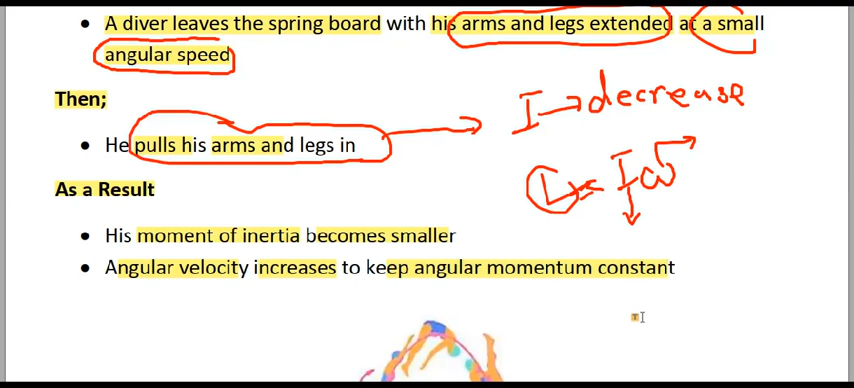 • A diver leaves the spring board with his arms and legs extended at a small
angular speed
Then;
I → decrease
• He pulls his arms and legs in
L = Iω
As a Result
• His moment of inertia becomes smaller
• Angular velocity increases to keep angular momentum constant